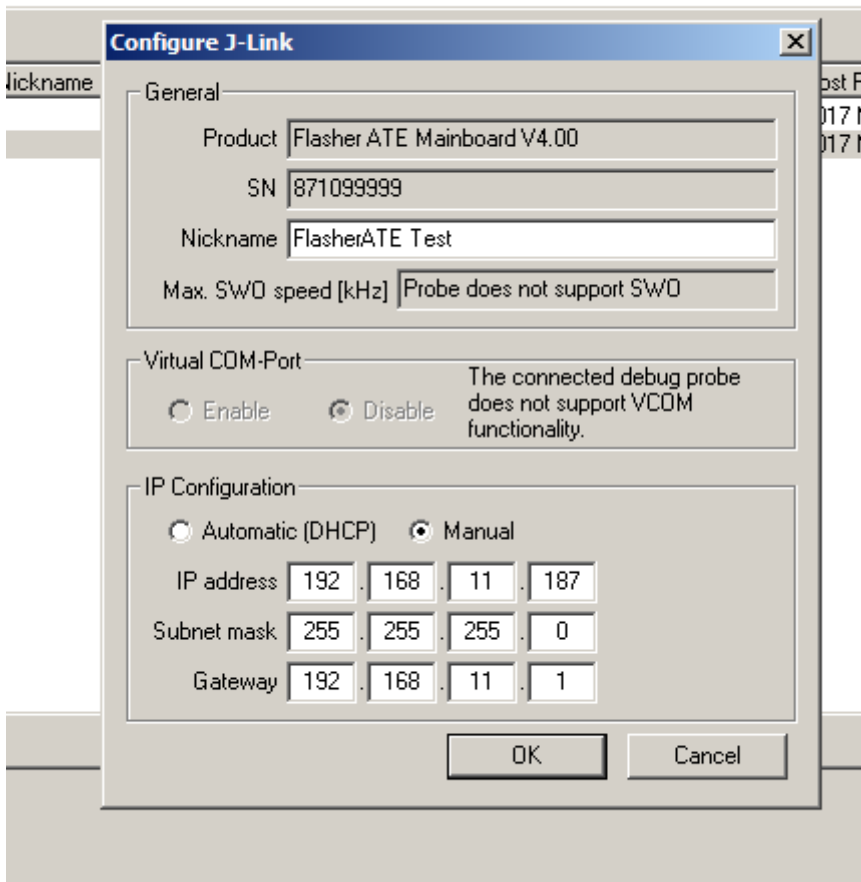 Configure J-Link
Nickname
General
Product Flasher ATE Mainboard V4.00
SN 871099999
Nickname FlasherATE Test
Max. SWO speed [kHz] Probe does not support SWO
Virtual COM-Port
Enable Disable
The connected debug probe
does not support VCOM
functionality.
IP Configuration
Automatic (DHCP) Manual
IP address 192 . 168 . 11 . 187
Subnet mask 255 . 255 . 255 . 0
Gateway 192 . 168 . 11 . 1
OK Cancel